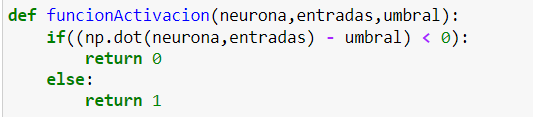 def funcionActivacion(neurona,entradas,umbral):
    if((np.dot(neurona,entradas) - umbral) < 0):
        return 0
    else:
        return 1